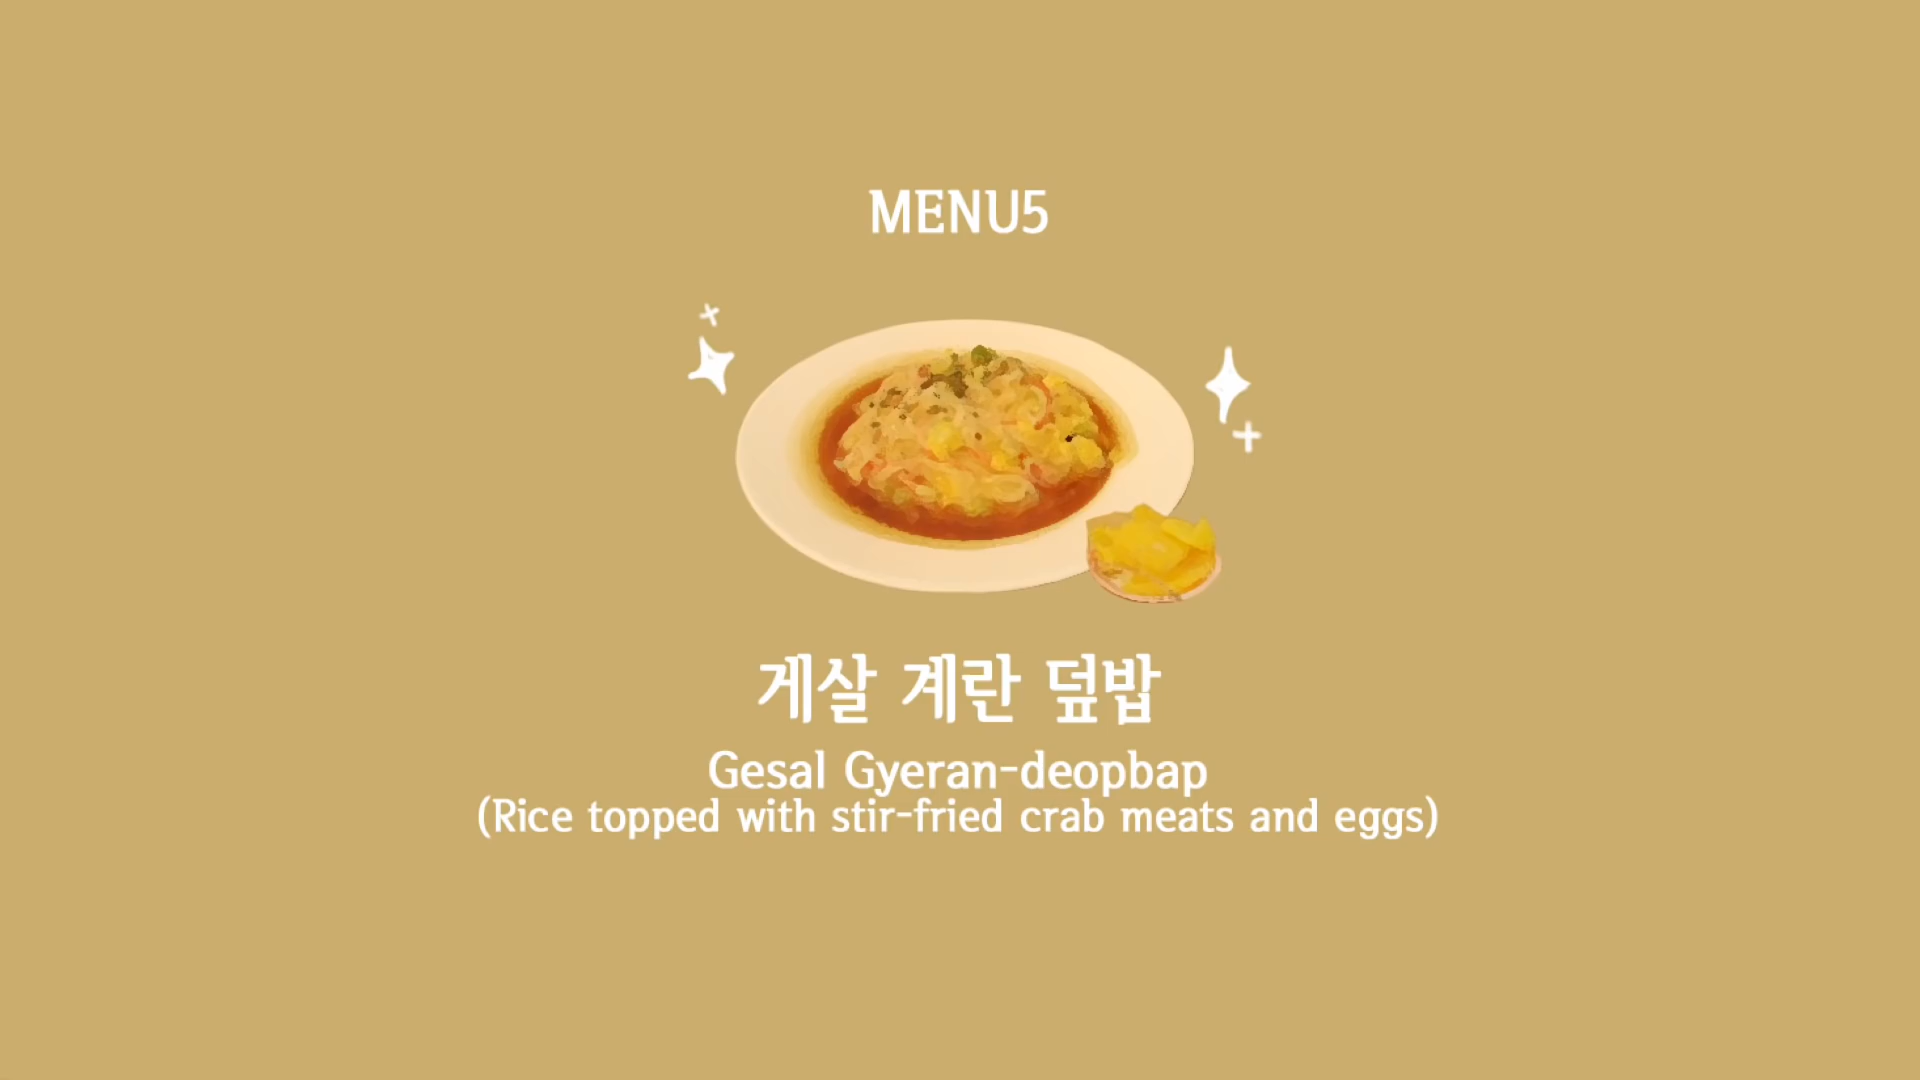 MENU5
게살 계란 덮밥
Gesal Gyeran-deopbap
(Rice topped with stir-fried crab meats and eggs)